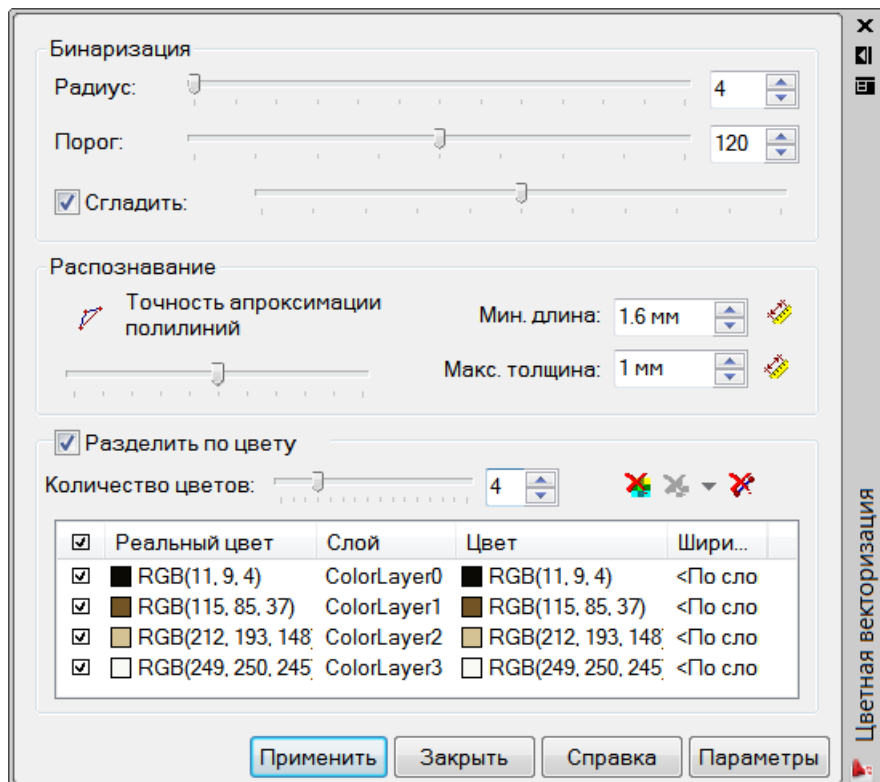 Бинаризация
Радиус: 4
Порог: 120
Сгладить:
Распознавание
Точность апроксимации
полилиний
Мин. длина: 1.6 мм
Макс. толщина: 1 мм
Разделить по цвету
Количество цветов: 4
Реальный цвет Слой Цвет Шири...
RGB(11, 9, 4) ColorLayer0 RGB(11, 9, 4) <По сло
RGB(115, 85, 37) ColorLayer1 RGB(115, 85, 37) <По сло
RGB(212, 193, 148) ColorLayer2 RGB(212, 193, 148) <По сло
RGB(249, 250, 245) ColorLayer3 RGB(249, 250, 245) <По сло
Применить Закрыть Справка Параметры
Цветная векторизация